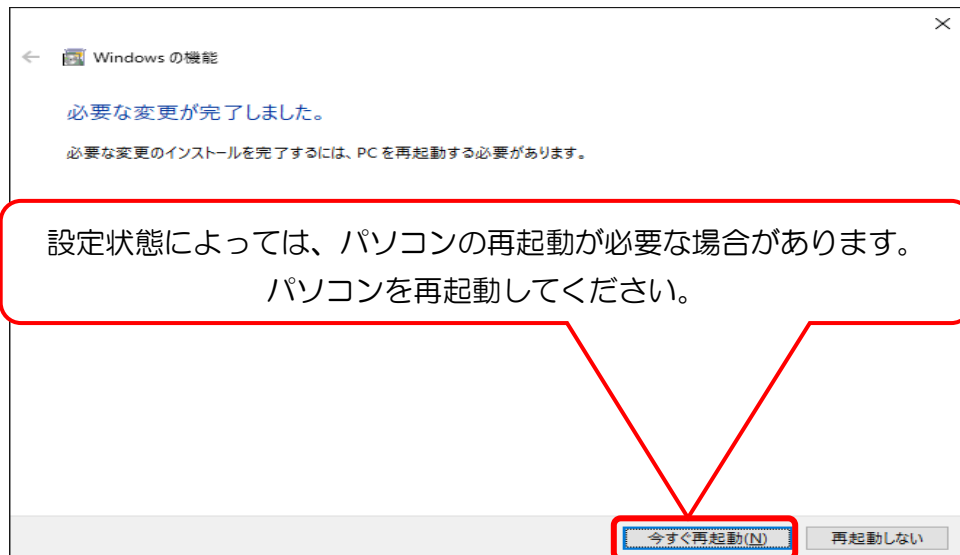 Windows の機能
必要な変更が完了しました。
必要な変更のインストールを完了するには、PC を再起動する必要があります。
設定状態によっては、パソコンの再起動が必要な場合があります。
パソコンを再起動してください。
今すぐ再起動(N)
再起動しない